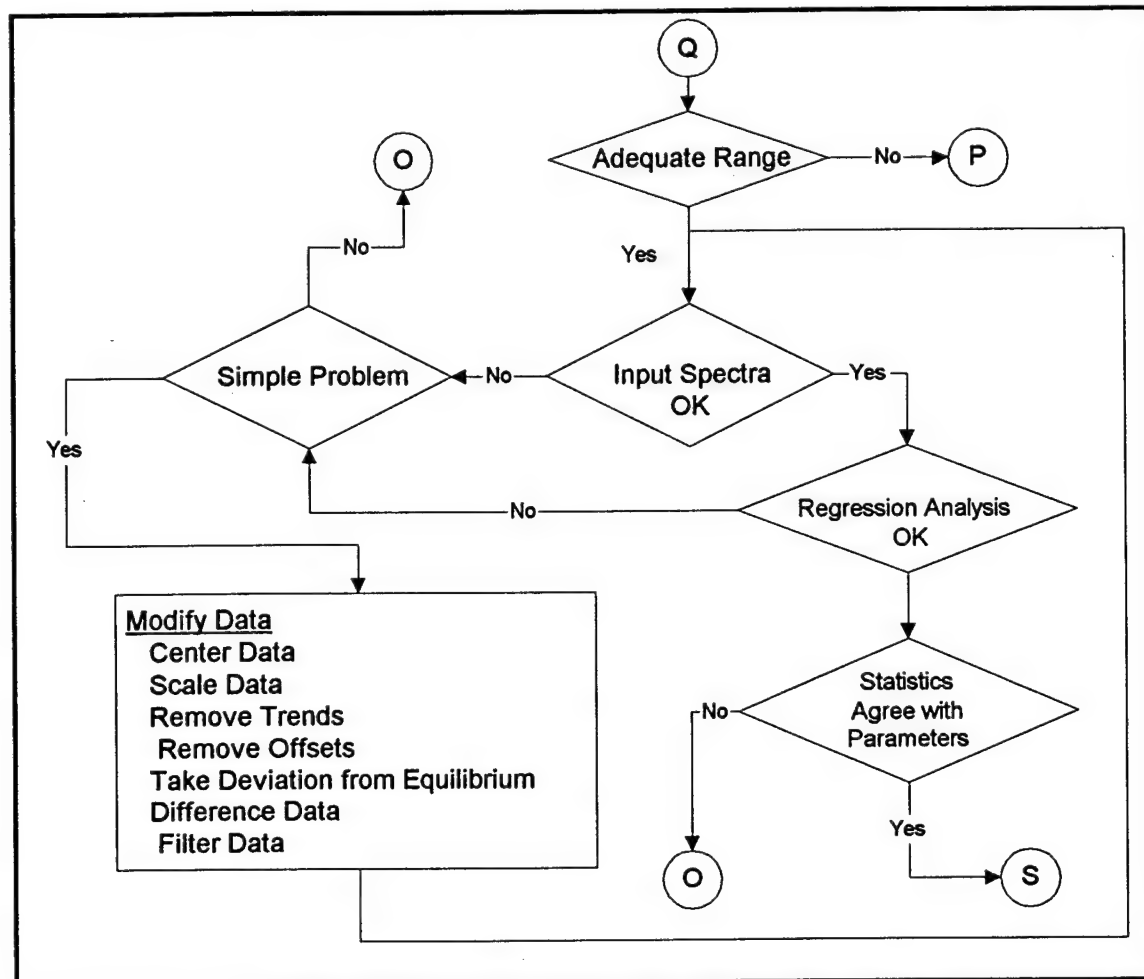 Q
Adequate Range
No
P
O
No
Yes
Simple Problem
No
Input Spectra
OK
Yes
Yes
No
Regression Analysis
OK
Modify Data
Center Data
Scale Data
Remove Trends
Remove Offsets
Take Deviation from Equilibrium
Difference Data
Filter Data
Statistics
Agree with
Parameters
No
Yes
O
S